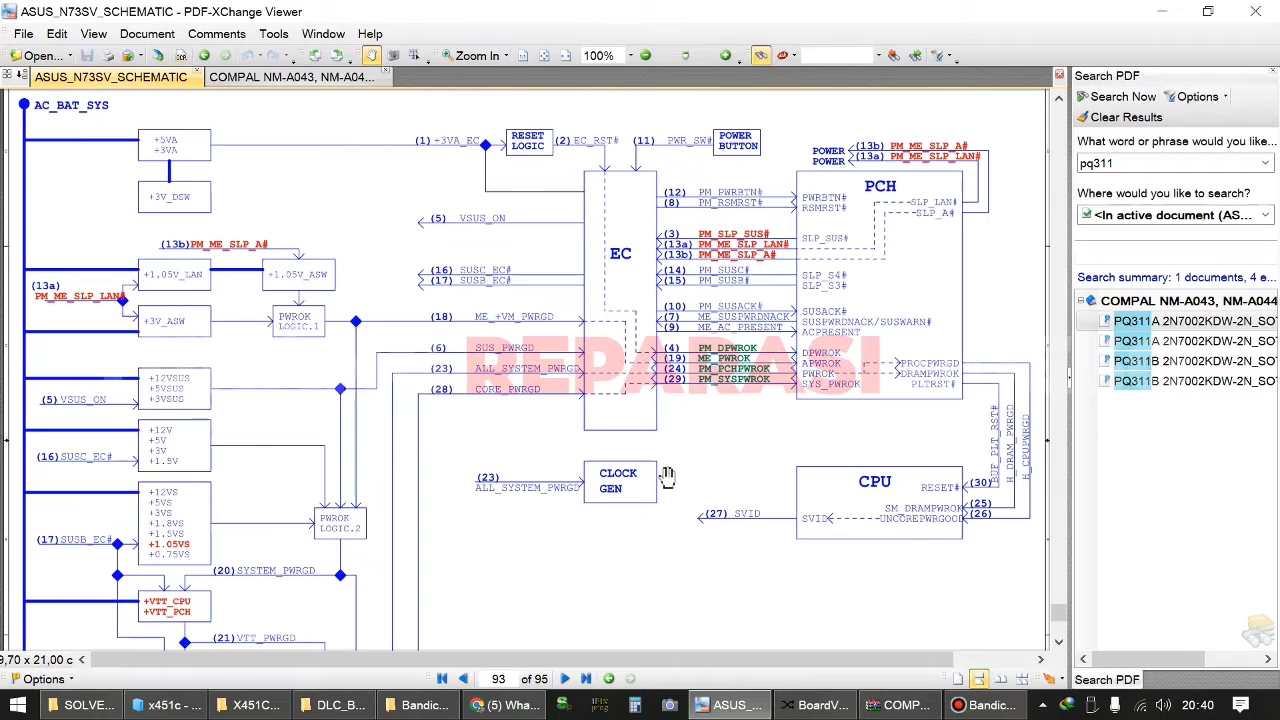 ASUS_N73SV_SCHEMATIC - PDF-XChange Viewer
File Edit View Document Comments Tools Window Help
Open... Zoom In 100%
ASUS_N73SV_SCHEMATIC COMPAL NM-A043, NM-A04...
AC_BAT_SYS
+5VA
+3VA
+3V_DSW
(1) +3VA_EC
RESET
LOGIC
(2) EC_RST#
(11) PWR_SW#
POWER
BUTTON
POWER (13b) PM_ME_SLP_A#
POWER (13a) PM_ME_SLP_LAN#
PCH
EC
(12) PM_PWRBTN# PWRBTN#
(8) PM_RSMRST# RSMRST#
SLP_LAN#
SLP_A#
(5) VSUS_ON
(3) PM_SLP_SUS# SLP_SUS#
(13a) PM_ME_SLP_LAN#
(13b) PM_ME_SLP_A#
(16) SUSC_EC#
(17) SUSB_EC#
(14) PM_SUSC# SLP_S4#
(15) PM_SUSB# SLP_S3#
(13b)PM_ME_SLP_A#
+1.05V_LAN
+1.05V_ASW
(13a)
PM_ME_SLP_LAN#
+3V_ASW
PWROK
LOGIC.1
(18) ME_+VM_PWRGD
(10) PM_SUSACK# SUSACK#
(7) ME_SUSPWRDNACK SUSPWRDNACK/SUSWARN#
(9) ME_AC_PRESENT ACPRESENT
(6) SUS_PWRGD
(23) ALL_SYSTEM_PWRGD
(28) CORE_PWRGD
(4) PM_DPWROK DPWROK
(19) ME_PWROK APWROK
(24) PM_PCHPWROK PWROK
(29) PM_SYSPWROK SYS_PWROK
PROCPWRGD
DRAMPWROK
PLTRST#
REPARASI
+12VSUS
+5VSUS
+3VSUS
(5) VSUS_ON
+12V
+5V
+3V
+1.5V
(16)SUSC_EC#
+12VS
+5VS
+3VS
+1.8VS
+1.5VS
+1.05VS
+0.75VS
(17)SUSB_EC#
PWROK
LOGIC.2
(20)SYSTEM_PWRGD
+VTT_CPU
+VTT_PCH
(21)VTT_PWRGD
(23)
ALL_SYSTEM_PWRGD
CLOCK
GEN
BUF_PLT_RST#
H_DRAM_PWRGD
H_CPUPWRGD
CPU
RESET# (30)
SM_DRAMPWROK (25)
UNCOREPWRGOOD (26)
SVID
(27) SVID
9,70 x 21,00 c
Options
93 of 95
Search PDF
Search Now Options
Clear Results
What word or phrase would you like...
pq311
Where would you like to search?
<In active document (AS...
Search summary: 1 documents, 4 e...
COMPAL NM-A043, NM-A044
PQ311A 2N7002KDW-2N_SO
PQ311A 2N7002KDW-2N_SO
PQ311B 2N7002KDW-2N_SO
PQ311B 2N7002KDW-2N_SO
Search PDF
SOLVE... X451c - ... X451C... DLC_B... Bandic... (5) Wha... ASUS_... BoardV... COMP... Bandic... 20:40